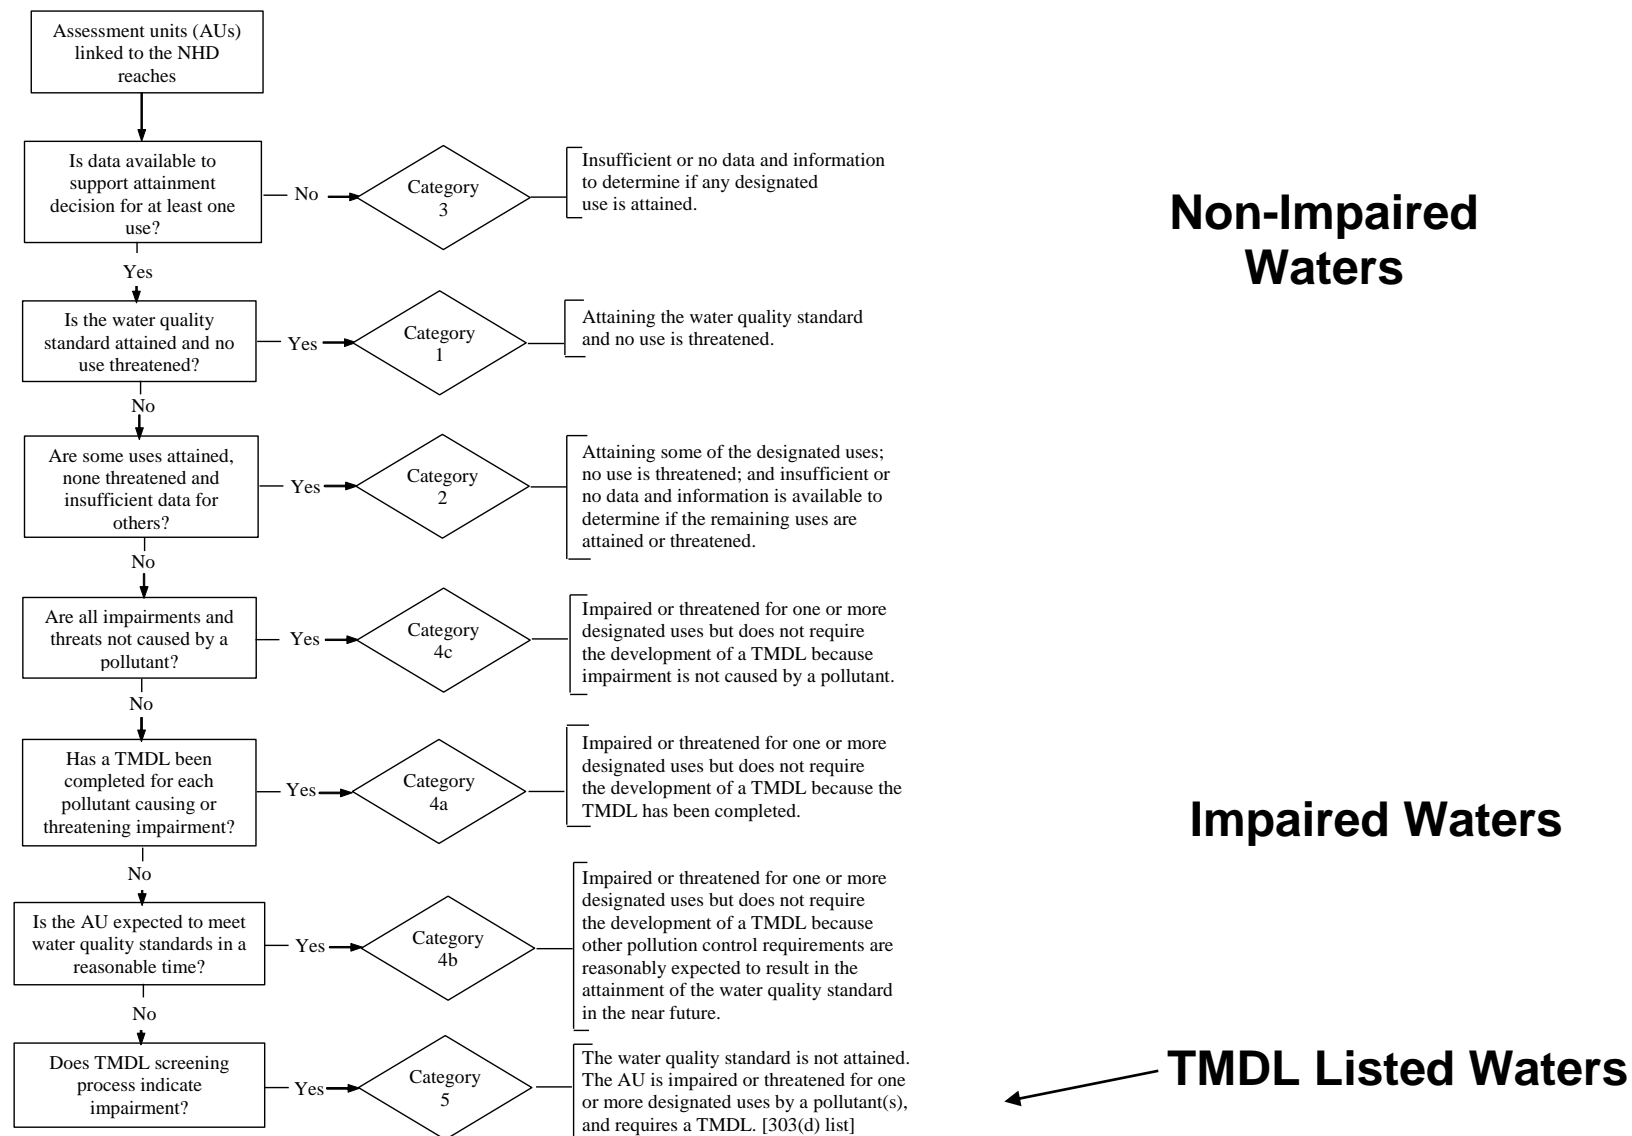 Assessment units (AUs)
linked to the NHD
reaches
Is data available to
support attainment
decision for at least one
use?
No
Category
3
Insufficient or no data and information
to determine if any designated
use is attained.
Non-Impaired
Waters
Yes
Is the water quality
standard attained and no
use threatened?
Yes
Category
1
Attaining the water quality standard
and no use is threatened.
No
Are some uses attained,
none threatened and
insufficient data for
others?
Yes
Category
2
Attaining some of the designated uses;
no use is threatened; and insufficient or
no data and information is available to
determine if the remaining uses are
attained or threatened.
No
Are all impairments and
threats not caused by a
pollutant?
Yes
Category
4c
Impaired or threatened for one or more
designated uses but does not require
the development of a TMDL because
impairment is not caused by a pollutant.
No
Has a TMDL been
completed for each
pollutant causing or
threatening impairment?
Yes
Category
4a
Impaired or threatened for one or more
designated uses but does not require
the development of a TMDL because the
TMDL has been completed.
Impaired Waters
No
Is the AU expected to meet
water quality standards in a
reasonable time?
Yes
Category
4b
Impaired or threatened for one or more
designated uses but does not require
the development of a TMDL because
other pollution control requirements are
reasonably expected to result in the
attainment of the water quality standard
in the near future.
No
Does TMDL screening
process indicate
impairment?
Yes
Category
5
The water quality standard is not attained.
The AU is impaired or threatened for one
or more designated uses by a pollutant(s),
and requires a TMDL. [303(d) list]
TMDL Listed Waters